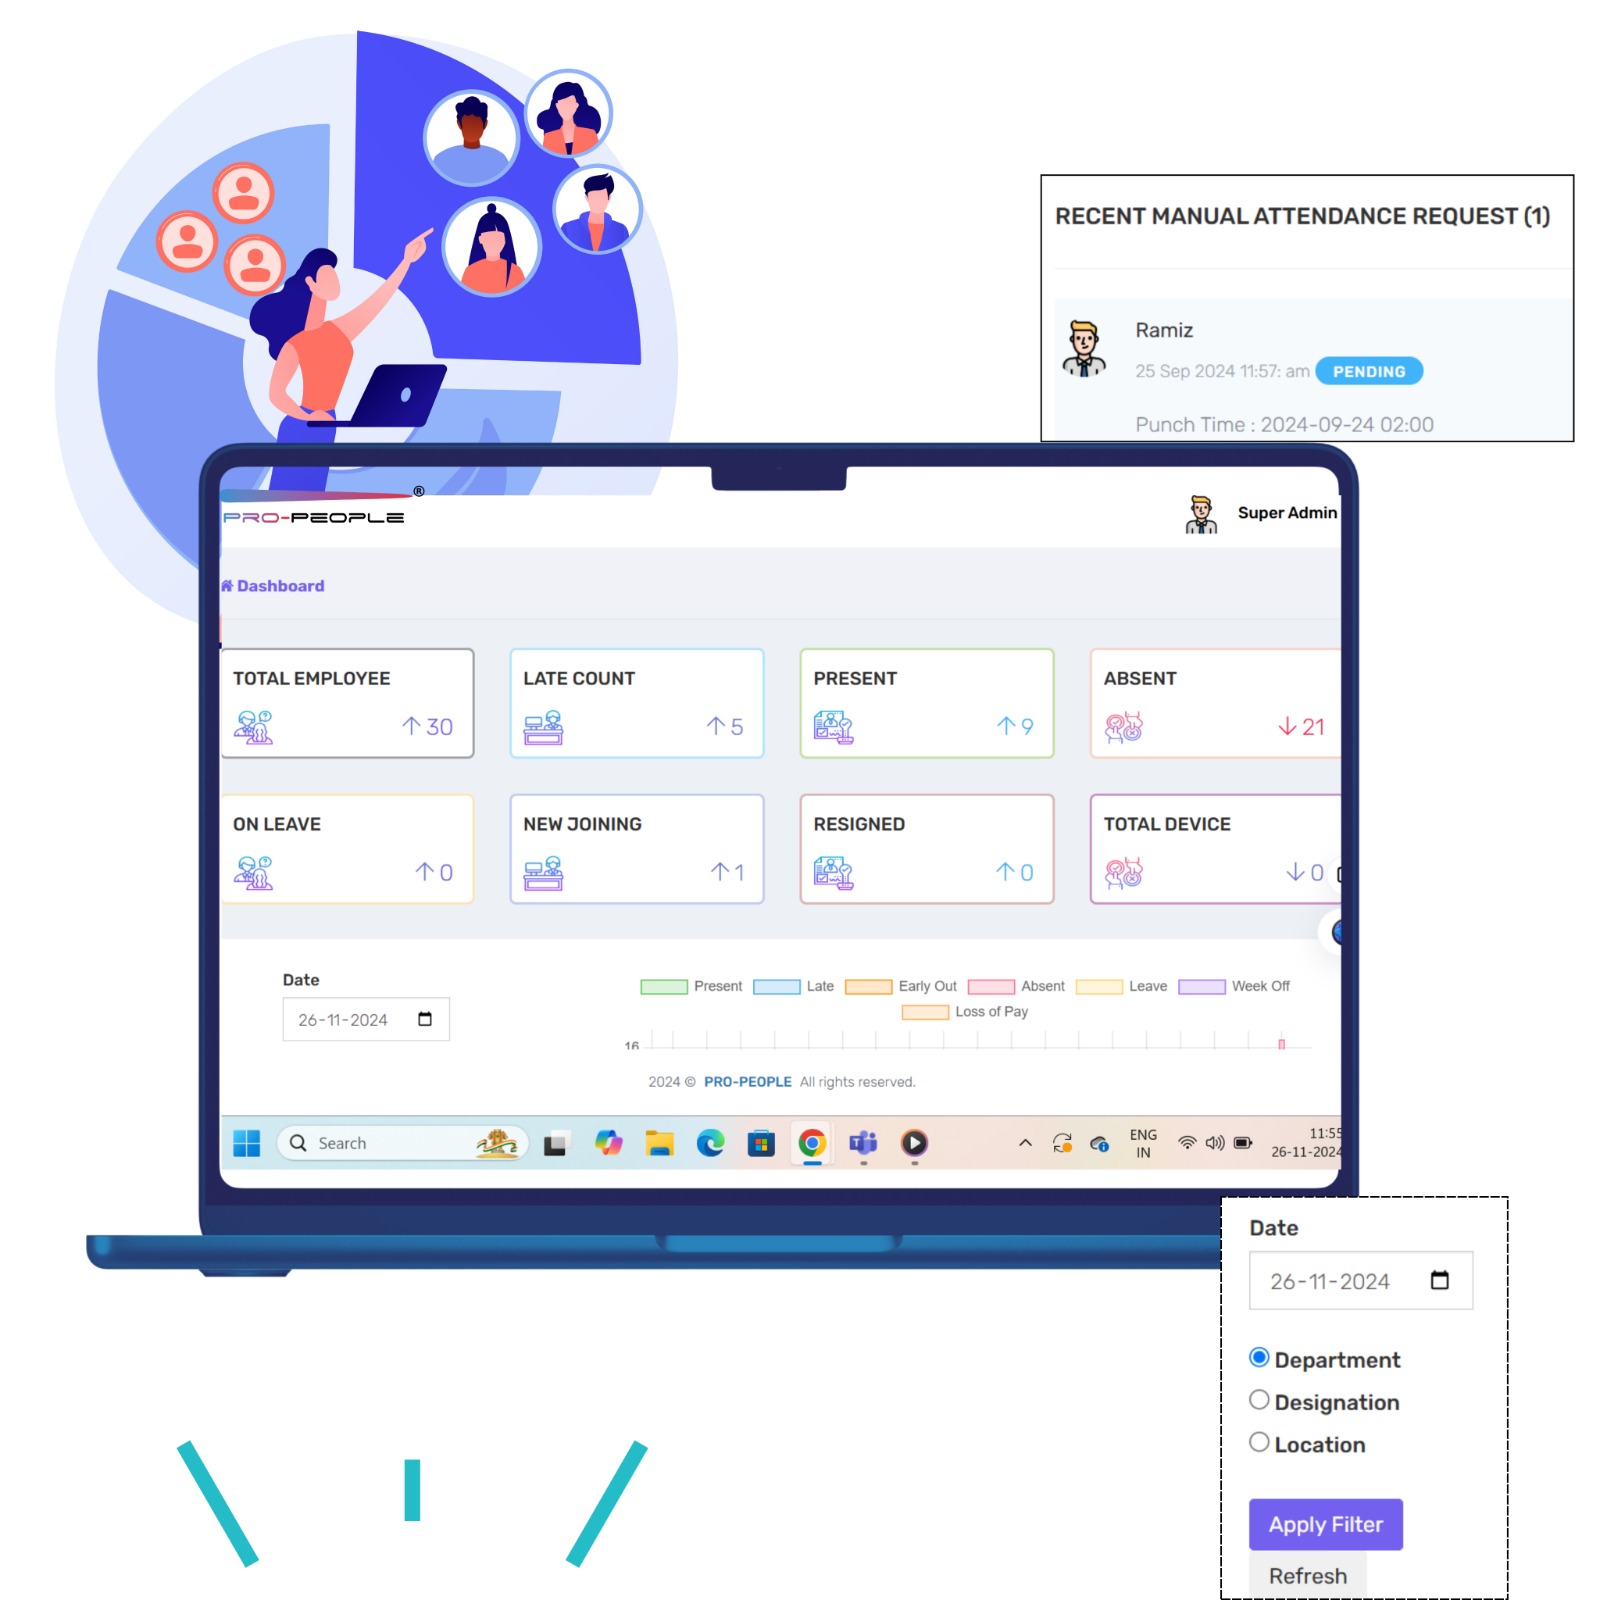 RECENT MANUAL ATTENDANCE REQUEST (1)
Ramiz
25 Sep 2024 11:57: am PENDING
Punch Time : 2024-09-24 02:00
®
PRO-PEOPLE
Super Admin
Dashboard
TOTAL EMPLOYEE
↑ 30
LATE COUNT
↑ 5
PRESENT
↑ 9
ABSENT
↓ 21
ON LEAVE
↑ 0
NEW JOINING
↑ 1
RESIGNED
↑ 0
TOTAL DEVICE
↓ 0
Date
26-11-2024
Present Late Early Out Absent Leave Week Off
Loss of Pay
16
2024 © PRO-PEOPLE All rights reserved.
Search
ENG
IN
11:55
26-11-2024
Date
26-11-2024
Department
Designation
Location
Apply Filter
Refresh